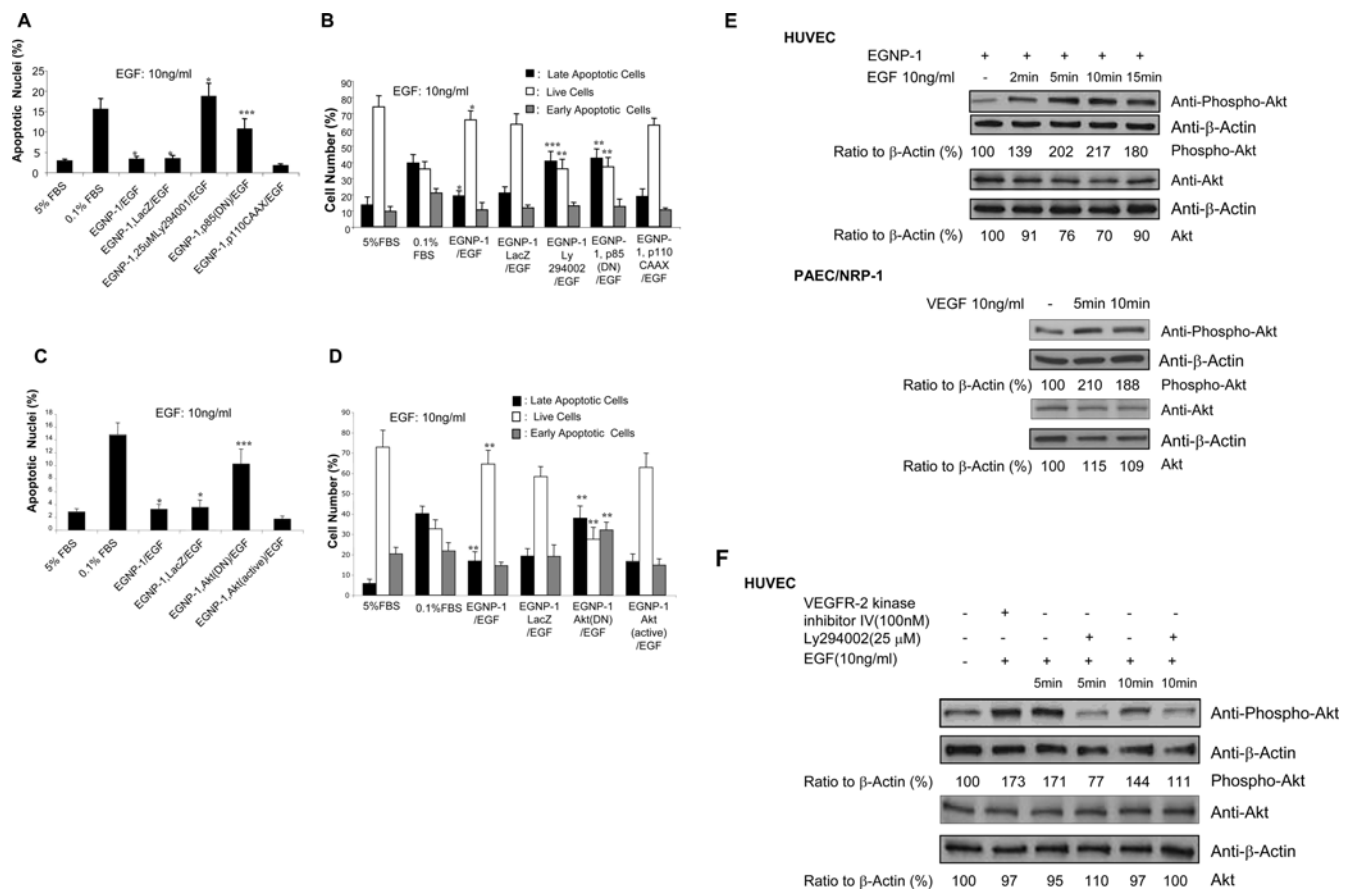 A
Apoptotic Nuclei (%)
EGF: 10ng/ml
25
20
15
10
5
0
*
*
*
***
5% FBS
0.1% FBS
EGNP-1/EGF
EGNP-1,LacZ/EGF
EGNP-1,25uMLy294001/EGF
EGNP-1,p85(DN)/EGF
EGNP-1,p110CAAX/EGF
B
Cell Number (%)
EGF: 10ng/ml
: Late Apoptotic Cells
: Live Cells
: Early Apoptotic Cells
90
80
70
60
50
40
30
20
10
0
*
*
***
**
**
**
5%FBS
0.1%
FBS
EGNP-1
/EGF
EGNP-1
LacZ
/EGF
EGNP-1
Ly
294002
/EGF
EGNP-
1, p85
(DN)
/EGF
EGNP-
1, p110
CAAX
/EGF
C
Apoptotic Nuclei (%)
EGF: 10ng/ml
18
16
14
12
10
8
6
4
2
0
*
*
***
5% FBS
0.1% FBS
EGNP-1/EGF
EGNP-1,LacZ/EGF
EGNP-1,Akt(DN)/EGF
EGNP-1,Akt(active)/EGF
D
Cell Number (%)
EGF: 10ng/ml
: Late Apoptotic Cells
: Live Cells
: Early Apoptotic Cells
90
80
70
60
50
40
30
20
10
0
**
**
**
**
**
5%FBS
0.1%FBS
EGNP-1
/EGF
EGNP-1
LacZ
/EGF
EGNP-1
Akt(DN)
/EGF
EGNP-1
Akt
(active)
/EGF
E
HUVEC
EGNP-1 + + + + +
EGF 10ng/ml - 2min 5min 10min 15min
Anti-Phospho-Akt
Anti-β-Actin
Ratio to β-Actin (%) 100 139 202 217 180 Phospho-Akt
Anti-Akt
Anti-β-Actin
Ratio to β-Actin (%) 100 91 76 70 90 Akt
PAEC/NRP-1
VEGF 10ng/ml - 5min 10min
Anti-Phospho-Akt
Anti-β-Actin
Ratio to β-Actin (%) 100 210 188 Phospho-Akt
Anti-Akt
Anti-β-Actin
Ratio to β-Actin (%) 100 115 109 Akt
F
HUVEC
VEGFR-2 kinase
inhibitor IV(100nM) - + - - - -
Ly294002(25 μM) - - - + - +
EGF(10ng/ml) - + + + + +
5min 5min 10min 10min
Anti-Phospho-Akt
Anti-β-Actin
Ratio to β-Actin (%) 100 173 171 77 144 111 Phospho-Akt
Anti-Akt
Anti-β-Actin
Ratio to β-Actin (%) 100 97 95 110 97 100 Akt